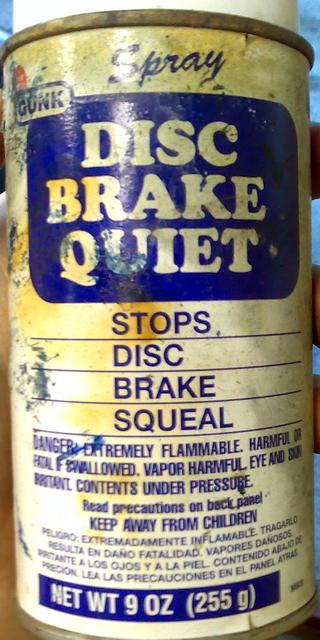 Spray
GUNK
DISC
BRAKE
QUIET
STOPS
DISC
BRAKE
SQUEAL
DANGER: EXTREMELY FLAMMABLE. HARMFUL OR
FATAL IF SWALLOWED. VAPOR HARMFUL, EYE AND SKIN
IRRITANT. CONTENTS UNDER PRESSURE.
Read precautions on back panel
KEEP AWAY FROM CHILDREN
PELIGRO: EXTREMADAMENTE INFLAMABLE. TRAGARLO
RESULTA EN DAÑO FATALIDAD. VAPORES DAÑOSOS.
IRRITANTE A LOS OJOS Y A LA PIEL. CONTENIDO ABAJO DE
PRECION. LEA LAS PRECAUCIONES EN EL PANEL ATRAS.
NET WT 9 OZ (255 g)